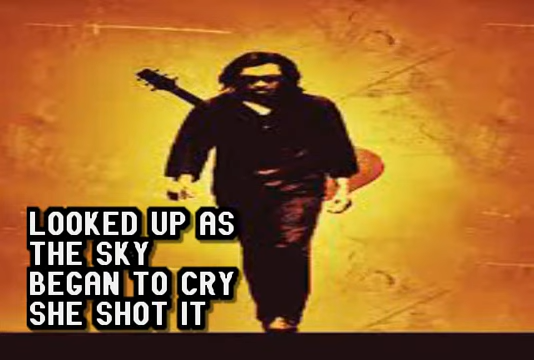 LOOKED UP AS
THE SKY
BEGAN TO CRY
SHE SHOT IT